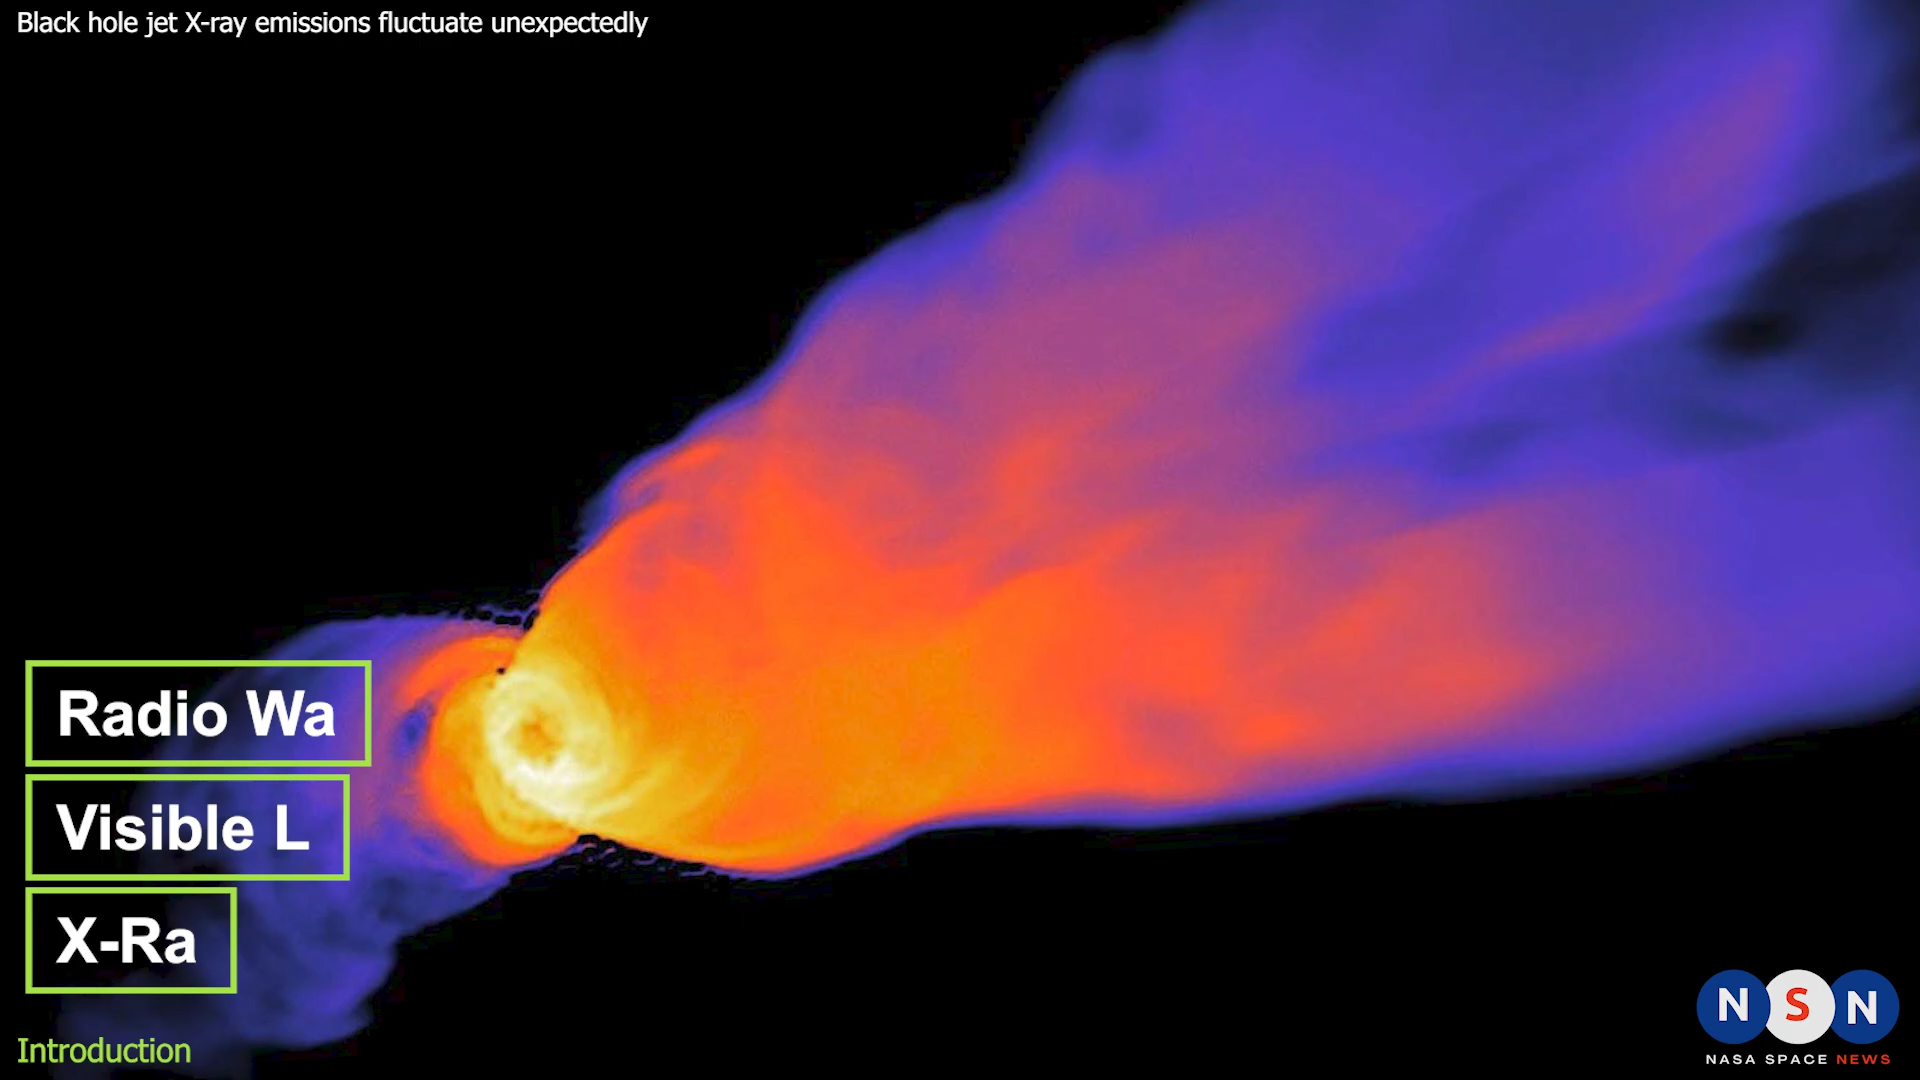 Black hole jet X-ray emissions fluctuate unexpectedly
Radio Wa
Visible L
X-Ra
Introduction
NSN
NASA SPACE NEWS